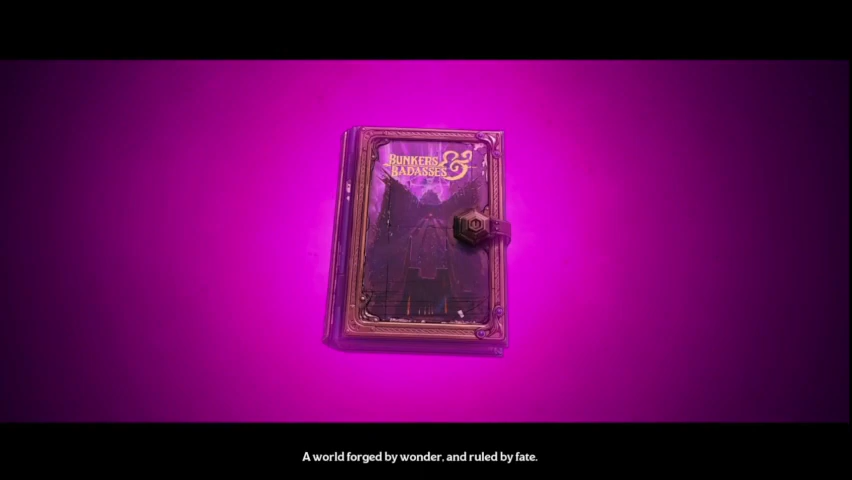 BUNKERS &
BADASSES
A world forged by wonder, and ruled by fate.